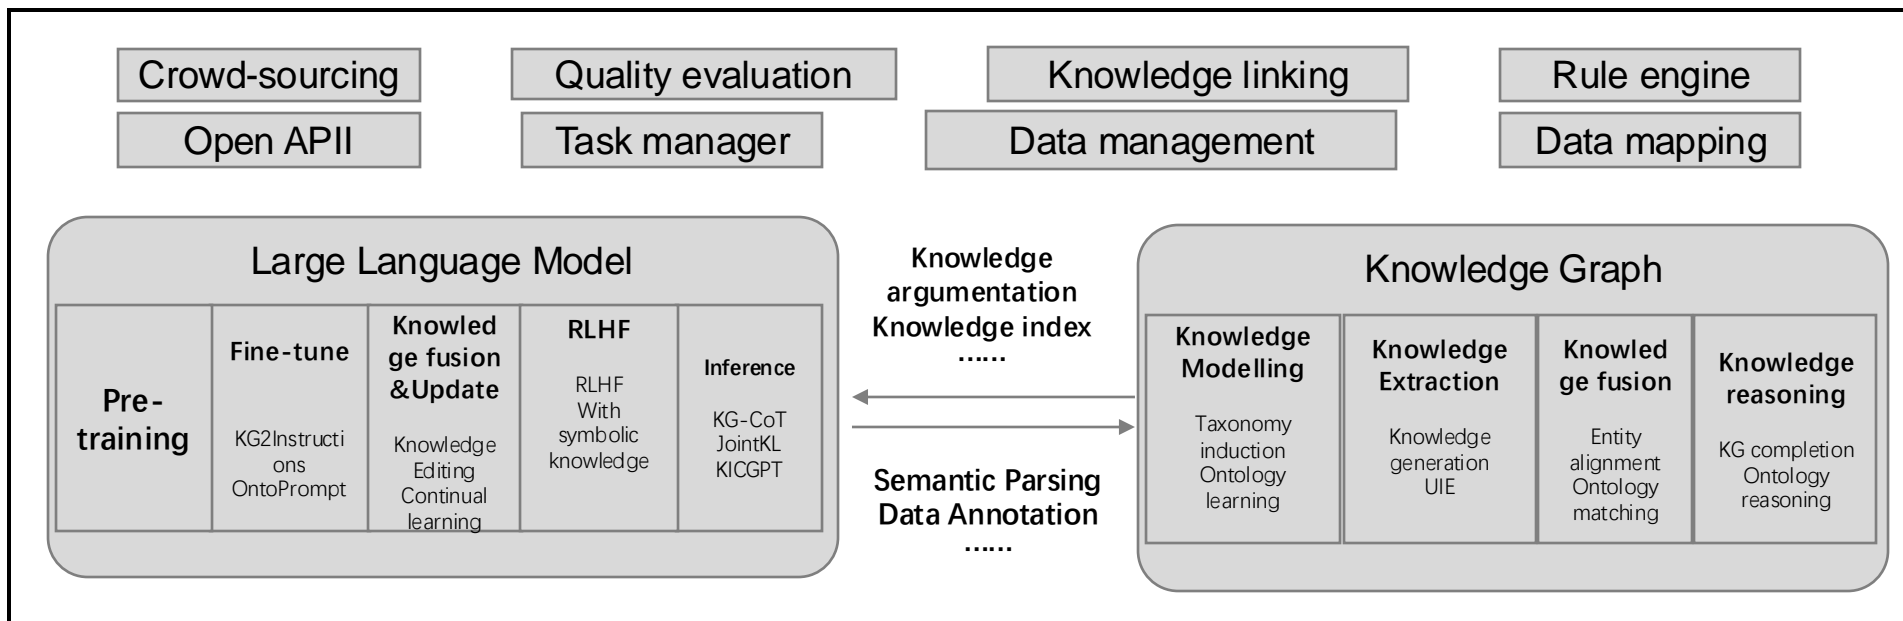 Crowd-sourcing
Quality evaluation
Knowledge linking
Rule engine
Open APII
Task manager
Data management
Data mapping
Large Language Model
Pre-
training
Fine-tune
KG2Instructi
ons
OntoPrompt
Knowled
ge fusion
&Update
Knowledge
Editing
Continual
learning
RLHF
RLHF
With
symbolic
knowledge
Inference
KG-CoT
JointKL
KICGPT
Knowledge
argumentation
Knowledge index
......
Semantic Parsing
Data Annotation
......
Knowledge Graph
Knowledge
Modelling
Taxonomy
induction
Ontology
learning
Knowledge
Extraction
Knowledge
generation
UIE
Knowled
ge fusion
Entity
alignment
Ontology
matching
Knowledge
reasoning
KG completion
Ontology
reasoning